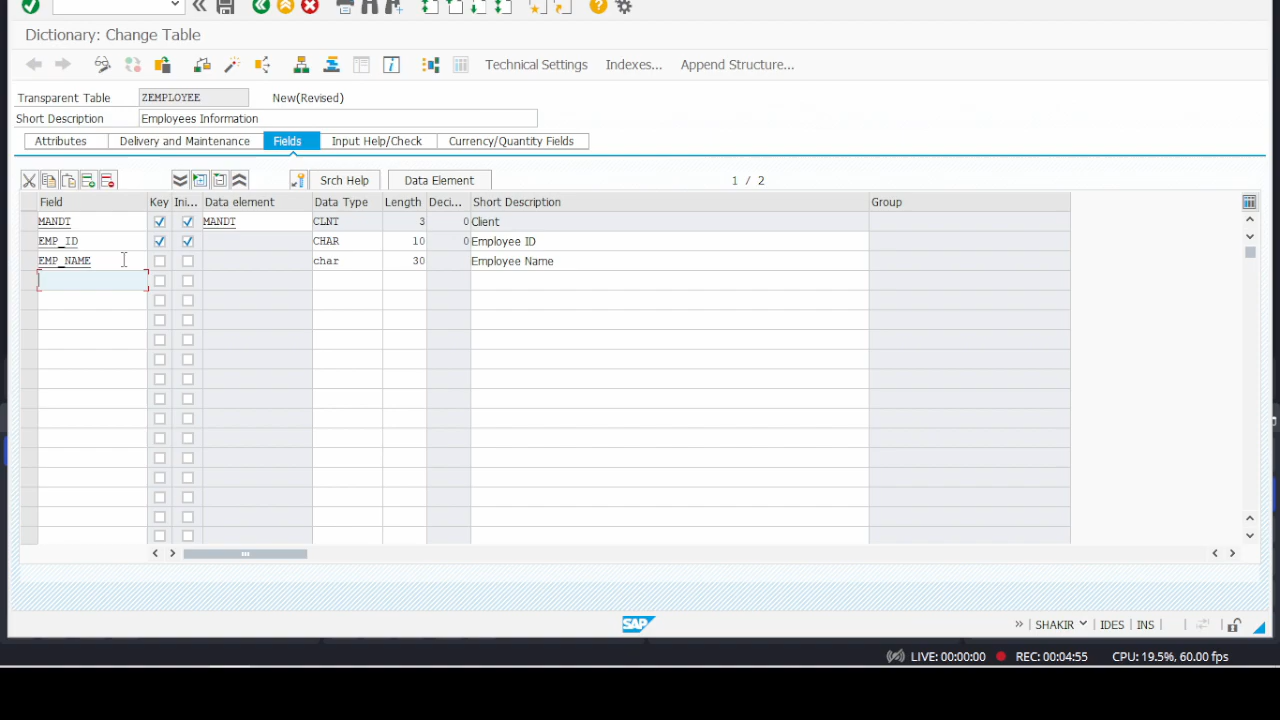 Dictionary: Change Table
Technical Settings Indexes... Append Structure...
Transparent Table ZEMPLOYEE New(Revised)
Short Description Employees Information
Attributes Delivery and Maintenance Fields Input Help/Check Currency/Quantity Fields
Srch Help Data Element 1 / 2
Field Key Ini... Data element Data Type Length Deci... Short Description Group
MANDT MANDT CLNT 3 0 Client
EMP_ID CHAR 10 0 Employee ID
EMP_NAME char 30 Employee Name
SAP » SHAKIR IDES INS
LIVE: 00:00:00 REC: 00:04:55 CPU: 19.5%, 60.00 fps